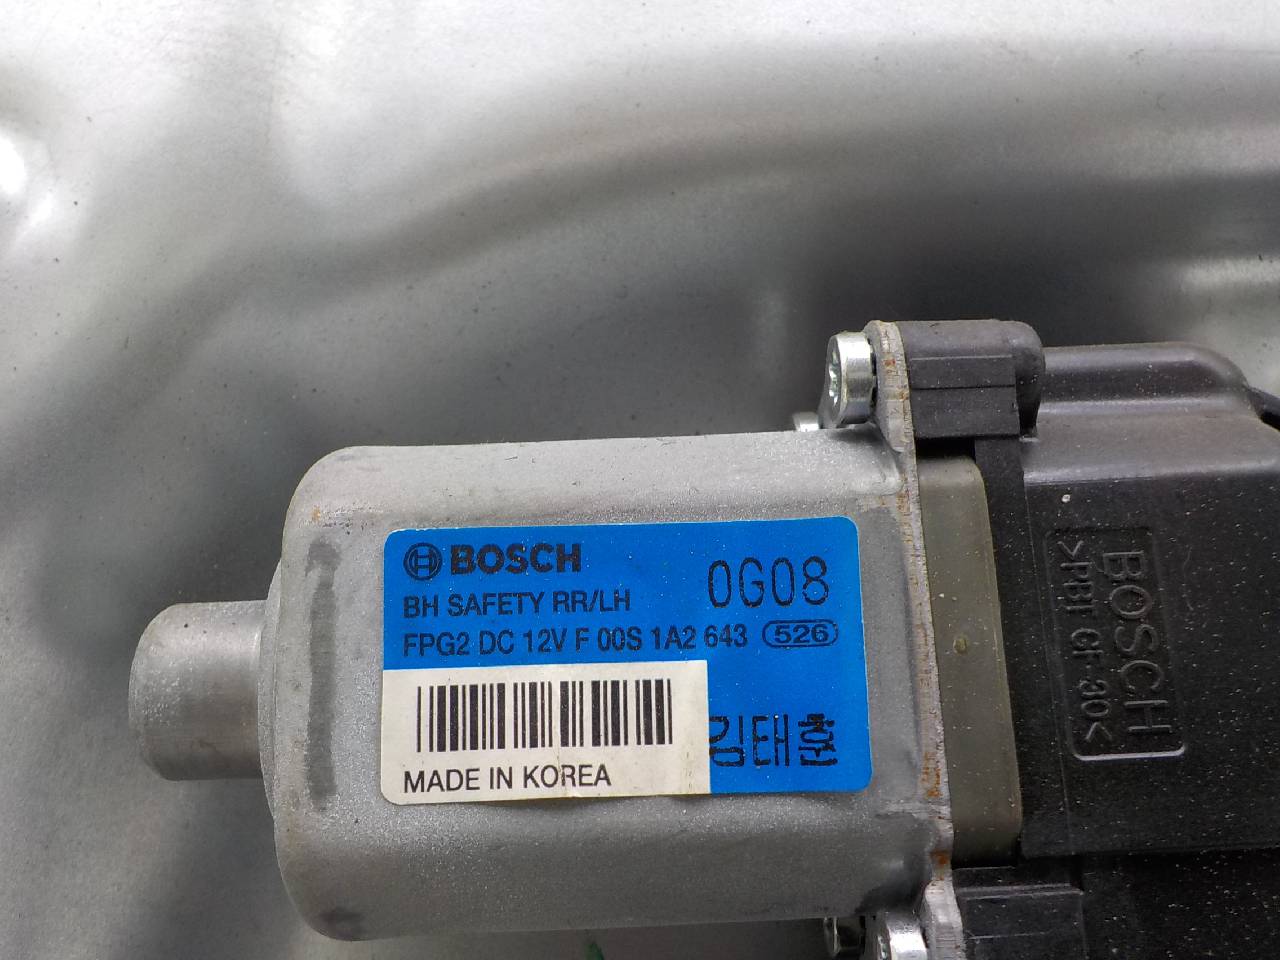 BOSCH
BH SAFETY RR/LH
0G08
FPG2 DC 12V F 00S 1A2 643 526
김태훈
MADE IN KOREA
BOSCH
>PBT GF 30<